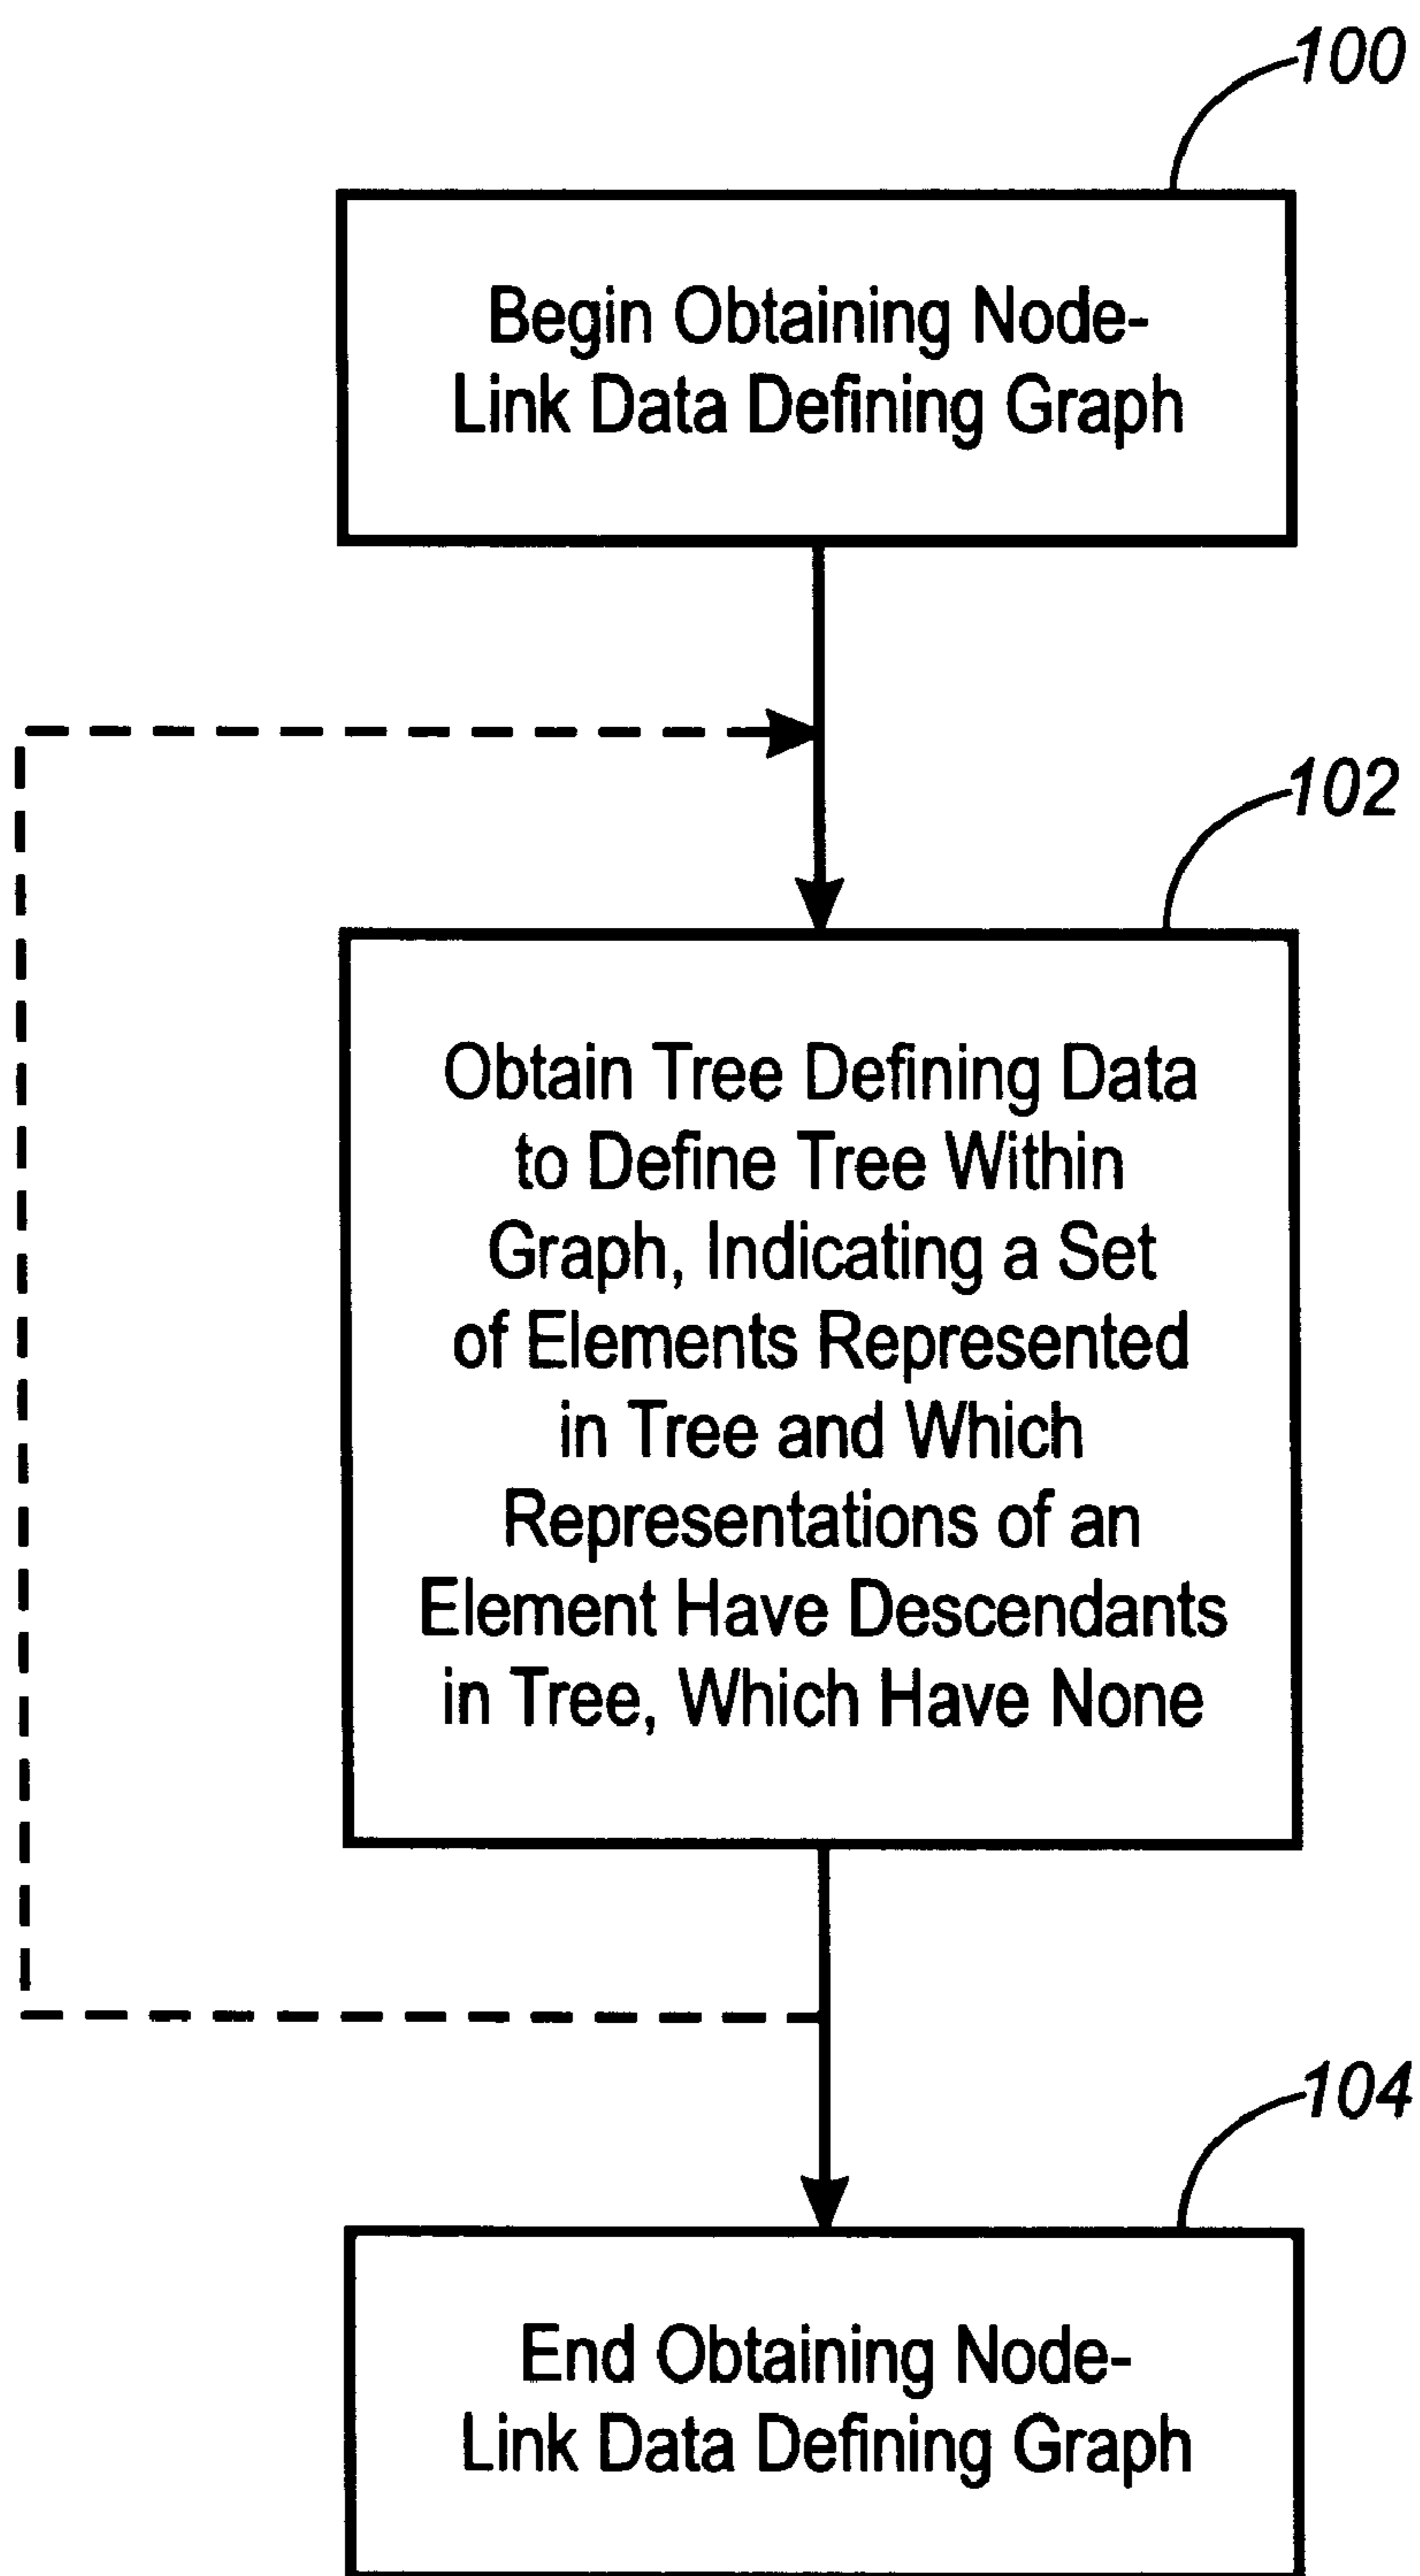 100
Begin Obtaining Node-
Link Data Defining Graph
102
Obtain Tree Defining Data
to Define Tree Within
Graph, Indicating a Set
of Elements Represented
in Tree and Which
Representations of an
Element Have Descendants
in Tree, Which Have None
104
End Obtaining Node-
Link Data Defining Graph